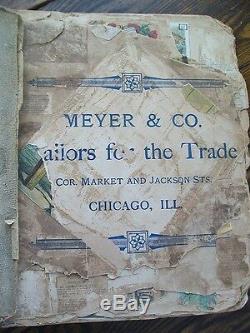 MEYER & CO.
ailors for the Trade
COR. MARKET AND JACKSON STS.
CHICAGO, ILL